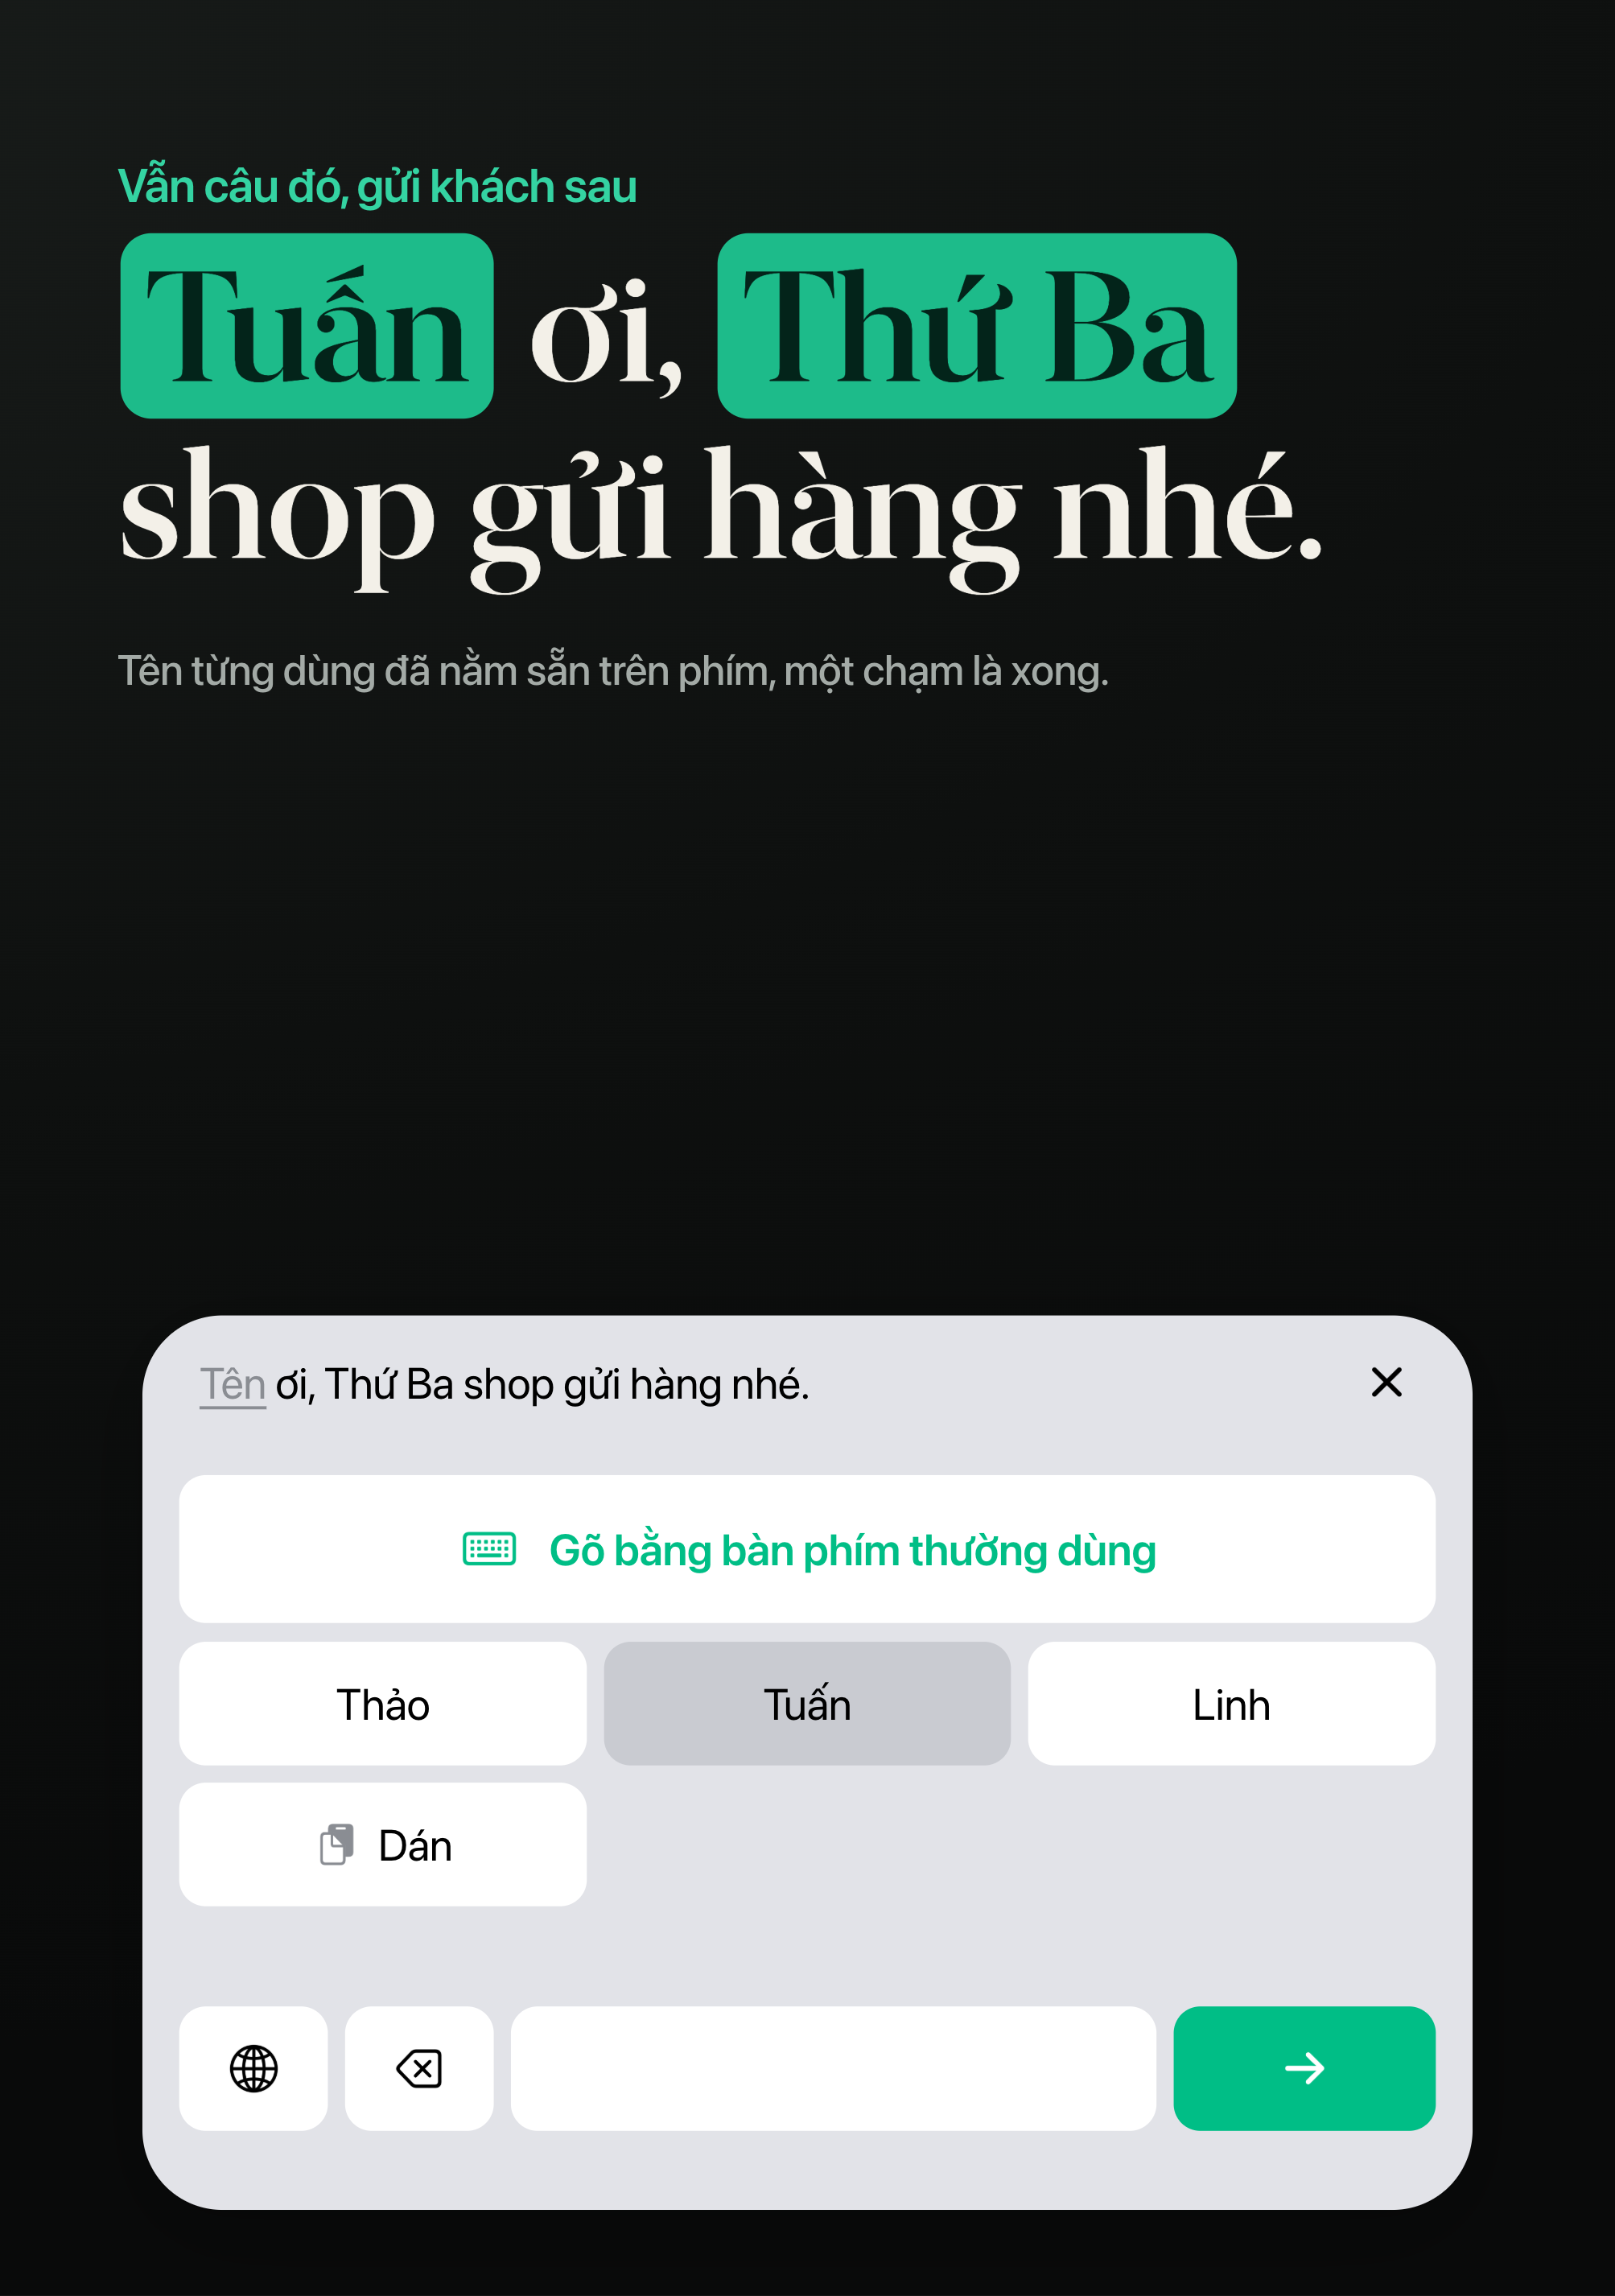 Vẫn câu đó, gửi khách sau
Tuấn ơi, Thứ Ba
shop gửi hàng nhé.
Tên từng dùng đã nằm sẵn trên phím, một chạm là xong.
Tên ơi, Thứ Ba shop gửi hàng nhé.
Gõ bằng bàn phím thường dùng
Thảo
Tuấn
Linh
Dán